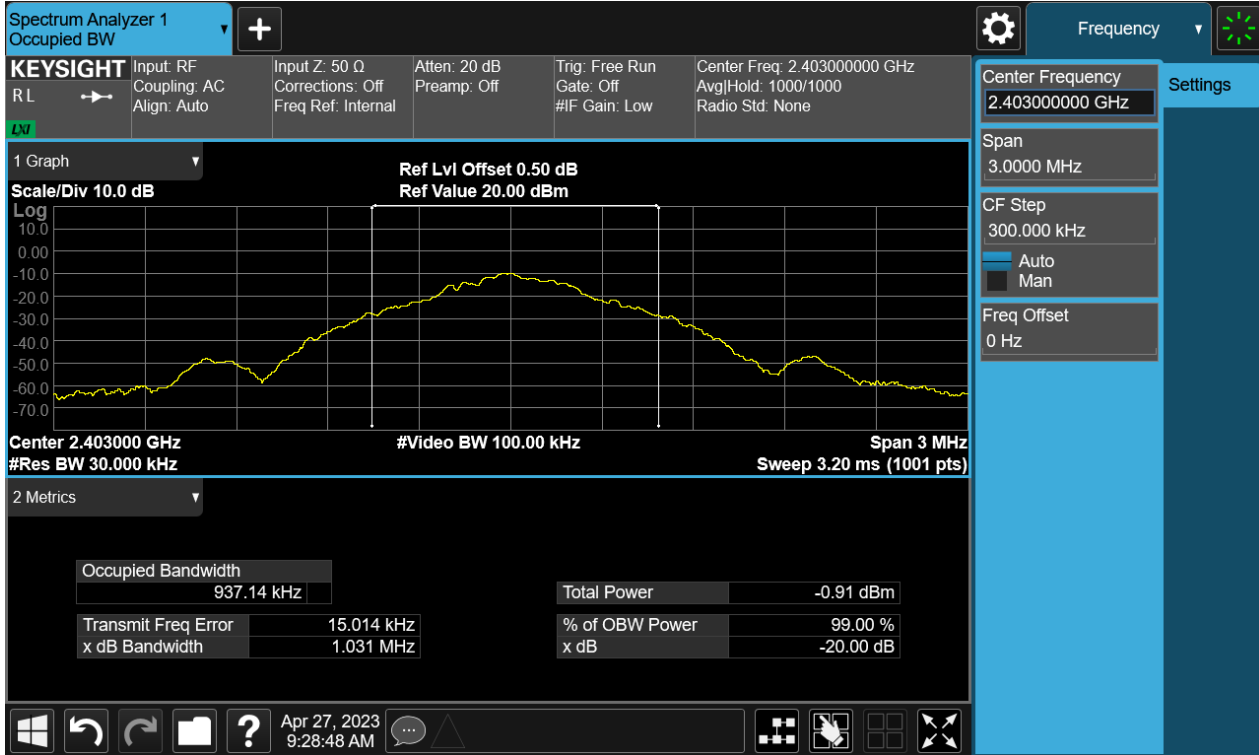 Spectrum Analyzer 1
Occupied BW
Frequency
KEYSIGHT
R L
LXI
Input: RF
Coupling: AC
Align: Auto
Input Z: 50 Ω
Corrections: Off
Freq Ref: Internal
Atten: 20 dB
Preamp: Off
Trig: Free Run
Gate: Off
#IF Gain: Low
Center Freq: 2.403000000 GHz
Avg|Hold: 1000/1000
Radio Std: None
Center Frequency
2.403000000 GHz
Settings
Span
3.0000 MHz
CF Step
300.000 kHz
Auto
Man
Freq Offset
0 Hz
1 Graph
Scale/Div 10.0 dB
Ref Lvl Offset 0.50 dB
Ref Value 20.00 dBm
Log
10.0
0.00
-10.0
-20.0
-30.0
-40.0
-50.0
-60.0
-70.0
Center 2.403000 GHz
#Video BW 100.00 kHz
Span 3 MHz
#Res BW 30.000 kHz
Sweep 3.20 ms (1001 pts)
2 Metrics
Occupied Bandwidth
937.14 kHz
Total Power -0.91 dBm
Transmit Freq Error 15.014 kHz
% of OBW Power 99.00 %
x dB Bandwidth 1.031 MHz
x dB -20.00 dB
?
Apr 27, 2023
9:28:48 AM